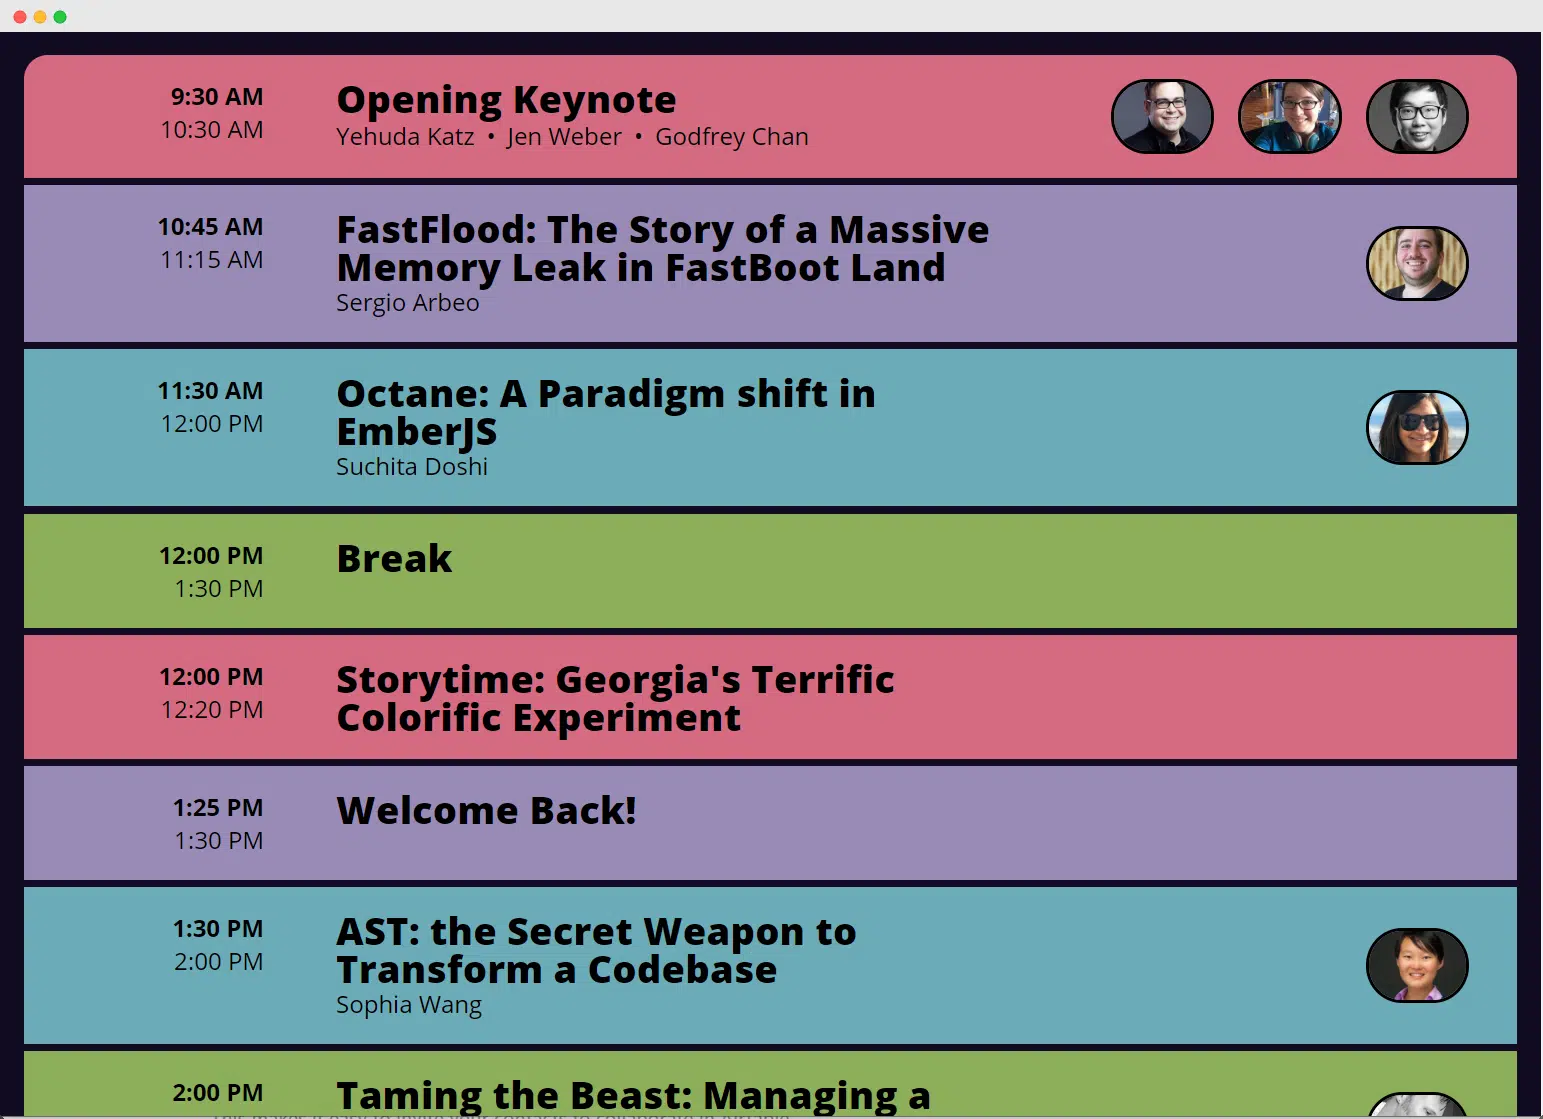 9:30 AM
10:30 AM
Opening Keynote
Yehuda Katz • Jen Weber • Godfrey Chan
10:45 AM
11:15 AM
FastFlood: The Story of a Massive
Memory Leak in FastBoot Land
Sergio Arbeo
11:30 AM
12:00 PM
Octane: A Paradigm shift in
EmberJS
Suchita Doshi
12:00 PM
1:30 PM
Break
12:00 PM
12:20 PM
Storytime: Georgia's Terrific
Colorific Experiment
1:25 PM
1:30 PM
Welcome Back!
1:30 PM
2:00 PM
AST: the Secret Weapon to
Transform a Codebase
Sophia Wang
2:00 PM
Taming the Beast: Managing a